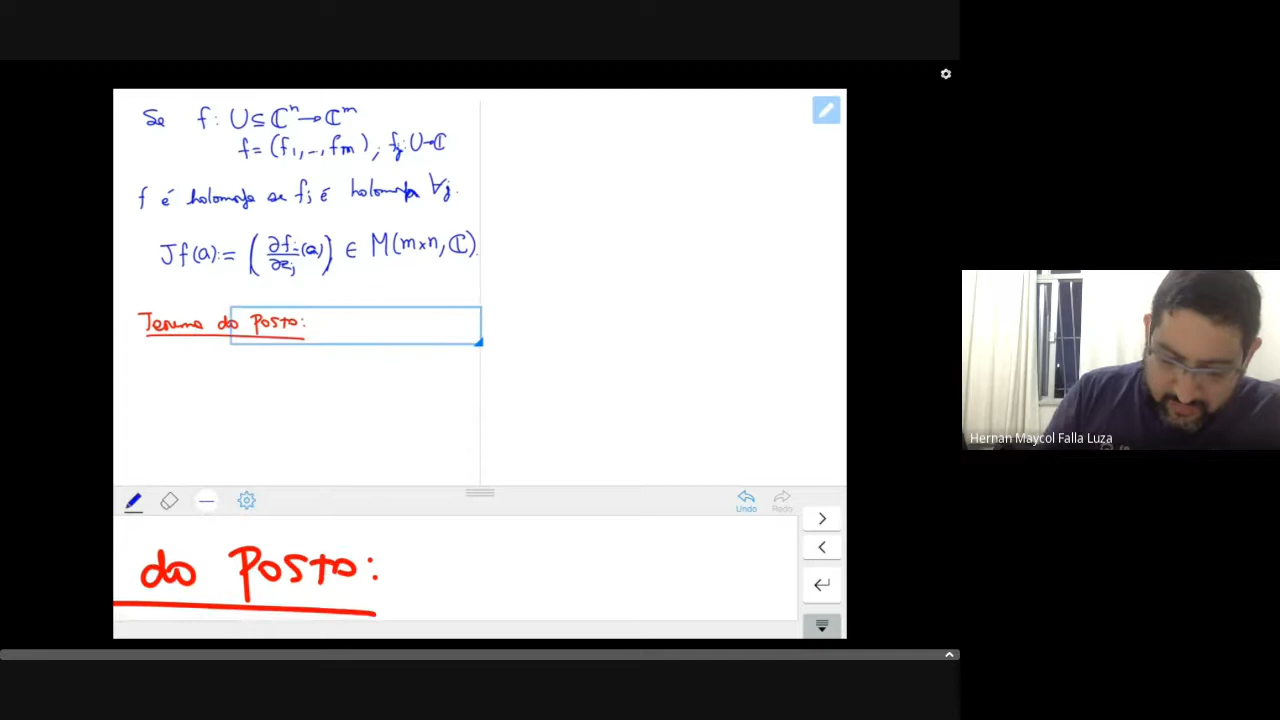 Se f: U ⊆ ℂⁿ → ℂᵐ
f = (f₁, ..., fₘ), fⱼ: U → ℂ
f é holomorfa se fⱼ é holomorfa ∀j.
Jf(a) := (∂fᵢ/∂zⱼ (a)) ∈ M(m×n, ℂ).
Teorema do Posto:
Undo
Redo
do Posto:
Hernan Maycol Falla Luza